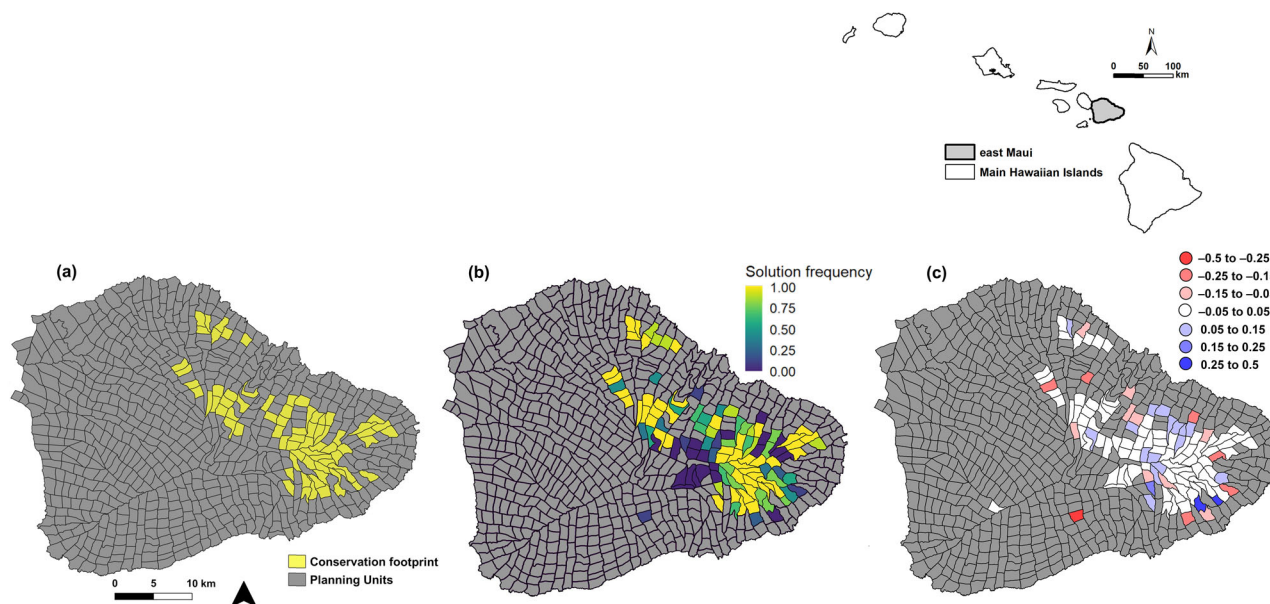 N
0 50 100
km
east Maui
Main Hawaiian Islands
(a)
(b)
Solution frequency
1.00
0.75
0.50
0.25
0.00
(c)
–0.5 to –0.25
–0.25 to –0.1
–0.15 to –0.0
–0.05 to 0.05
0.05 to 0.15
0.15 to 0.25
0.25 to 0.5
Conservation footprint
Planning Units
0 5 10 km